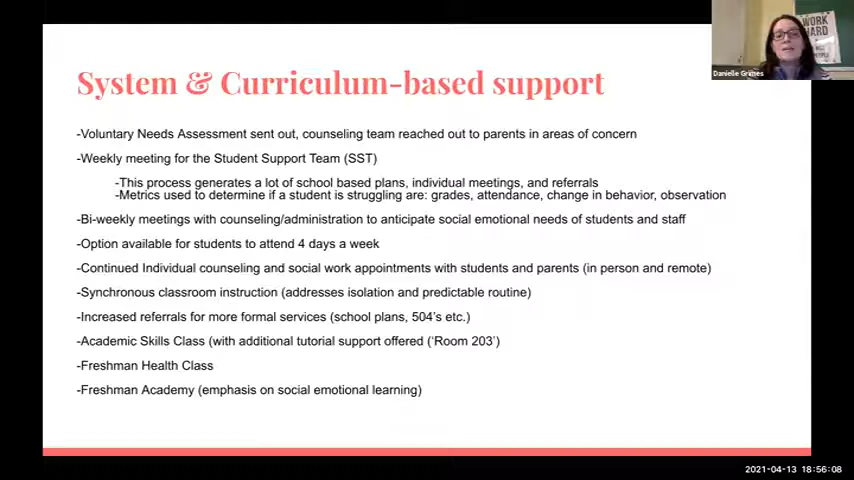 WORK
HARD
Danielle Grimes
System & Curriculum-based support
-Voluntary Needs Assessment sent out, counseling team reached out to parents in areas of concern
-Weekly meeting for the Student Support Team (SST)
-This process generates a lot of school based plans, individual meetings, and referrals
-Metrics used to determine if a student is struggling are: grades, attendance, change in behavior, observation
-Bi-weekly meetings with counseling/administration to anticipate social emotional needs of students and staff
-Option available for students to attend 4 days a week
-Continued Individual counseling and social work appointments with students and parents (in person and remote)
-Synchronous classroom instruction (addresses isolation and predictable routine)
-Increased referrals for more formal services (school plans, 504's etc.)
-Academic Skills Class (with additional tutorial support offered ('Room 203')
-Freshman Health Class
-Freshman Academy (emphasis on social emotional learning)
2021-04-13 18:56:08